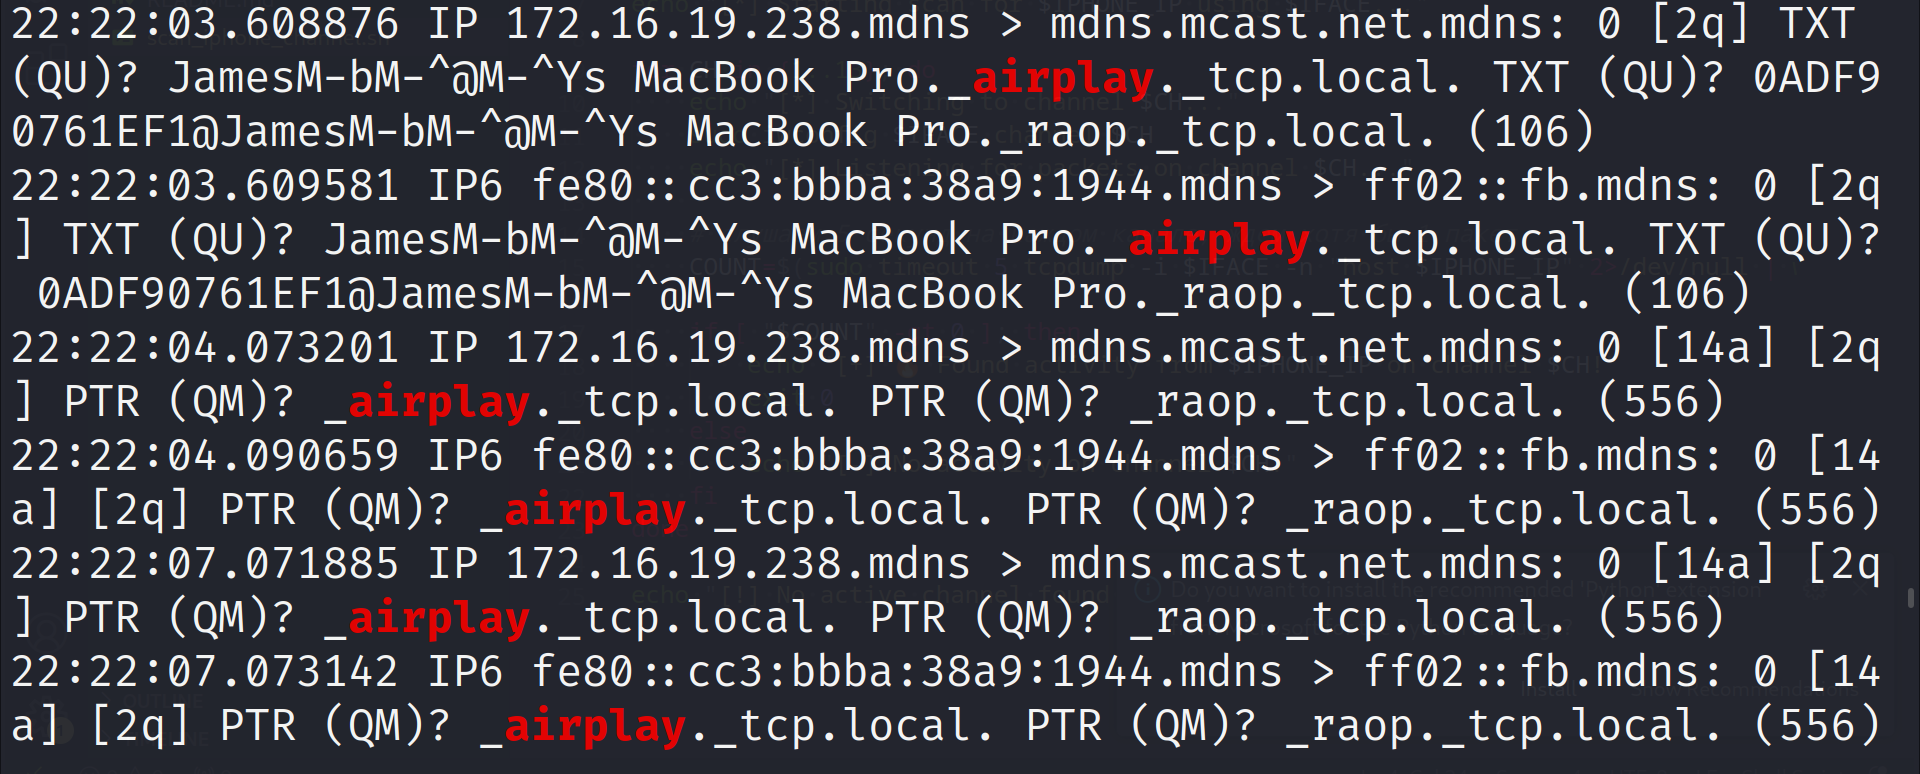 22:22:03.608876 IP 172.16.19.238.mdns > mdns.mcast.net.mdns: 0 [2q] TXT
(QU)? JamesM-bM-^@M-^Ys MacBook Pro._airplay._tcp.local. TXT (QU)? 0ADF9
0761EF1@JamesM-bM-^@M-^Ys MacBook Pro._raop._tcp.local. (106)
22:22:03.609581 IP6 fe80::cc3:bbba:38a9:1944.mdns > ff02::fb.mdns: 0 [2q
] TXT (QU)? JamesM-bM-^@M-^Ys MacBook Pro._airplay._tcp.local. TXT (QU)?
0ADF90761EF1@JamesM-bM-^@M-^Ys MacBook Pro._raop._tcp.local. (106)
22:22:04.073201 IP 172.16.19.238.mdns > mdns.mcast.net.mdns: 0 [14a] [2q
] PTR (QM)? _airplay._tcp.local. PTR (QM)? _raop._tcp.local. (556)
22:22:04.090659 IP6 fe80::cc3:bbba:38a9:1944.mdns > ff02::fb.mdns: 0 [14
a] [2q] PTR (QM)? _airplay._tcp.local. PTR (QM)? _raop._tcp.local. (556)
22:22:07.071885 IP 172.16.19.238.mdns > mdns.mcast.net.mdns: 0 [14a] [2q
] PTR (QM)? _airplay._tcp.local. PTR (QM)? _raop._tcp.local. (556)
22:22:07.073142 IP6 fe80::cc3:bbba:38a9:1944.mdns > ff02::fb.mdns: 0 [14
a] [2q] PTR (QM)? _airplay._tcp.local. PTR (QM)? _raop._tcp.local. (556)